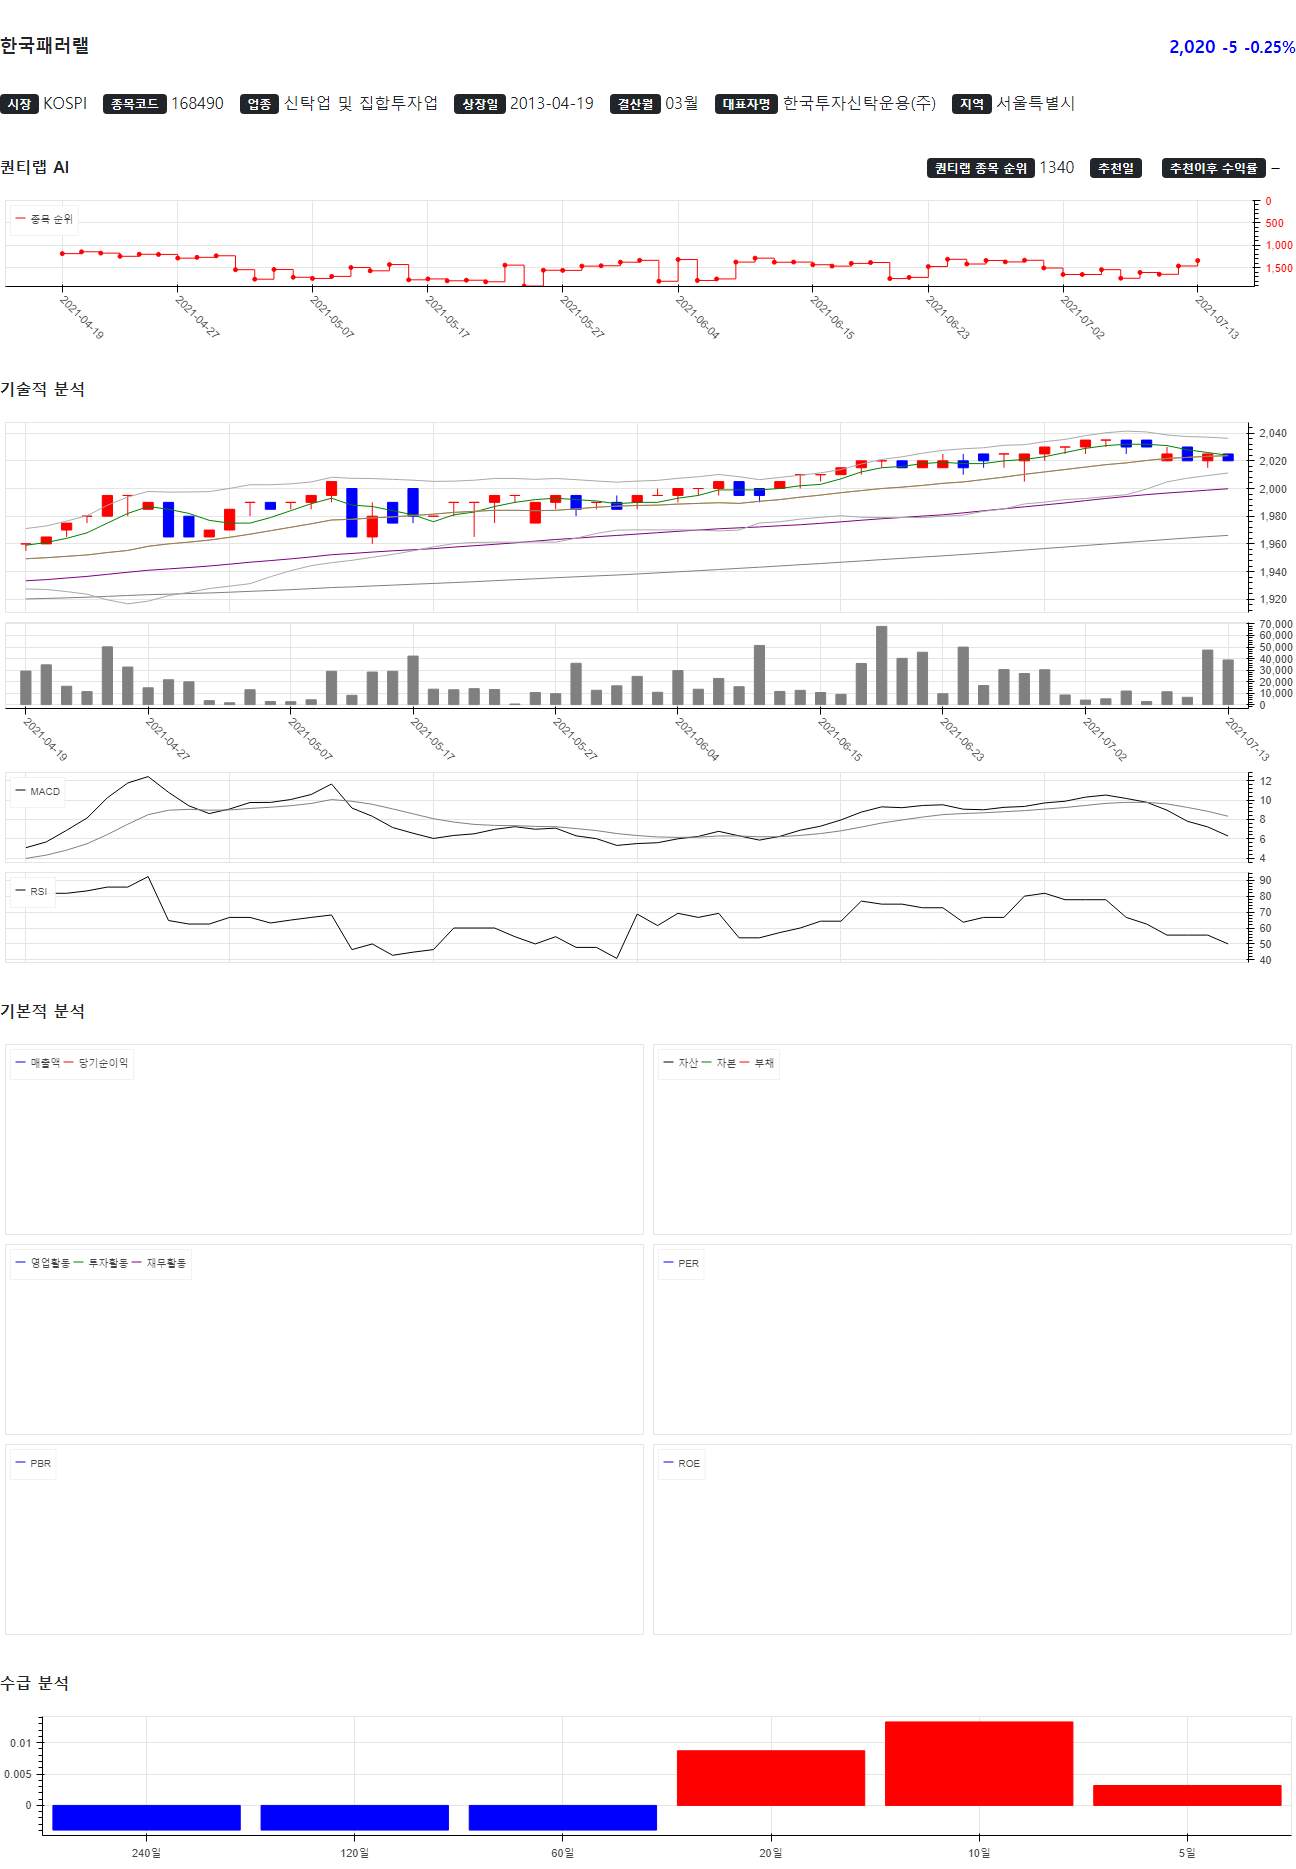 한국패러랠
2,020 -5 -0.25%
시장 KOSPI 종목코드 168490 업종 신탁업 및 집합투자업 상장일 2013-04-19 결산월 03월 대표자명 한국투자신탁운용(주) 지역 서울특별시
퀀티랩 AI
퀀티랩 종목 순위 1340 추천일 추천이후 수익률 –
종목 순위
0
500
1,000
1,500
2021-04-19 2021-04-27 2021-05-07 2021-05-17 2021-05-27 2021-06-04 2021-06-15 2021-06-23 2021-07-02 2021-07-13
기술적 분석
2,040
2,020
2,000
1,980
1,960
1,940
1,920
70,000
60,000
50,000
40,000
30,000
20,000
10,000
0
2021-04-19 2021-04-27 2021-05-07 2021-05-17 2021-05-27 2021-06-04 2021-06-15 2021-06-23 2021-07-02 2021-07-13
MACD
12
10
8
6
4
RSI
90
80
70
60
50
40
기본적 분석
매출액 당기순이익
자산 자본 부채
영업활동 투자활동 재무활동
PER
PBR
ROE
수급 분석
0.01
0.005
0
240일 120일 60일 20일 10일 5일